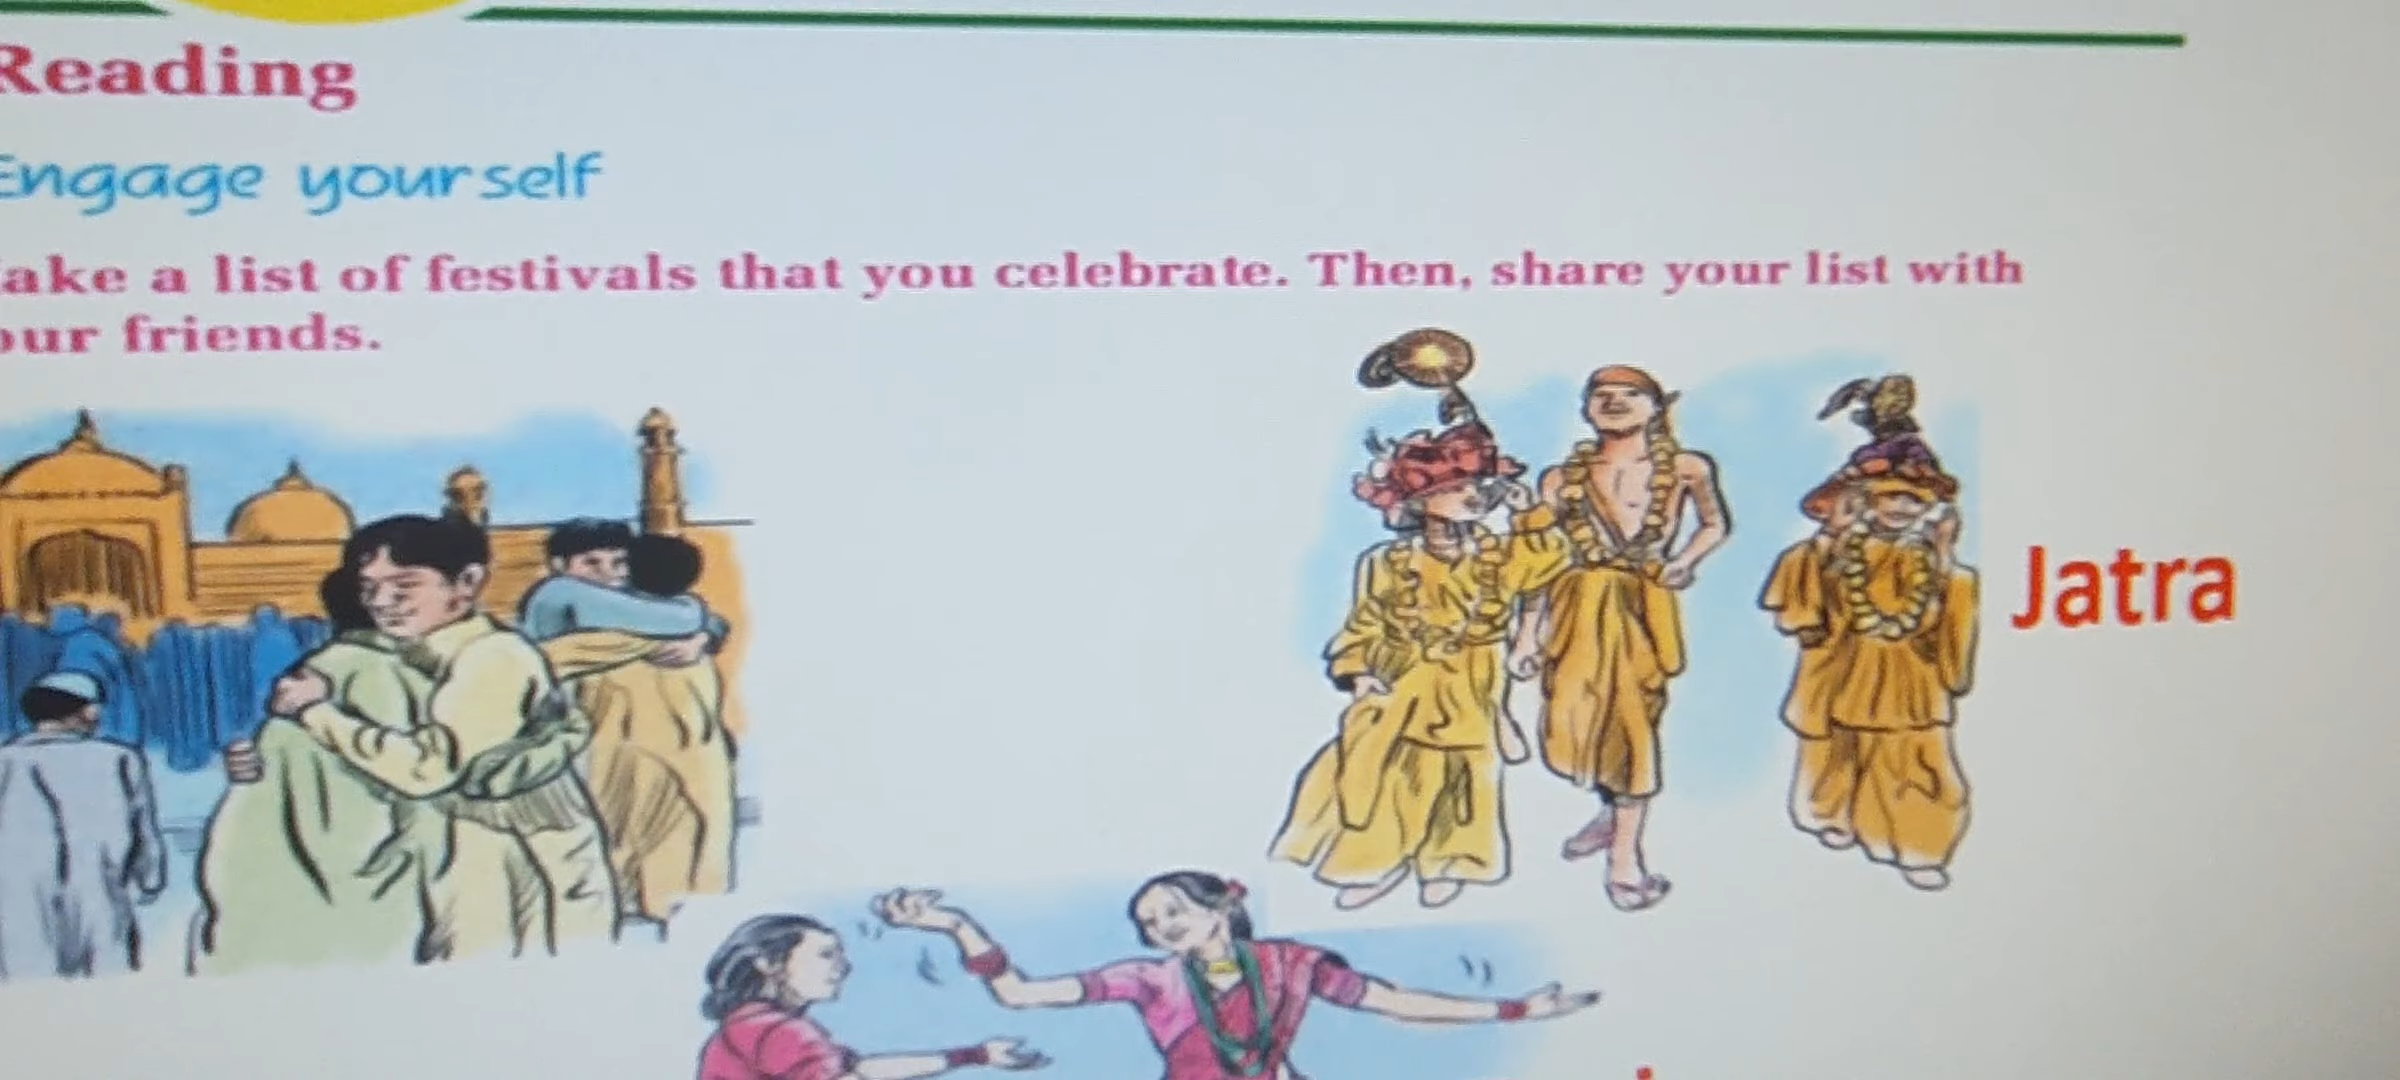 Reading
Engage yourself
ake a list of festivals that you celebrate. Then, share your list with
our friends.
Jatra